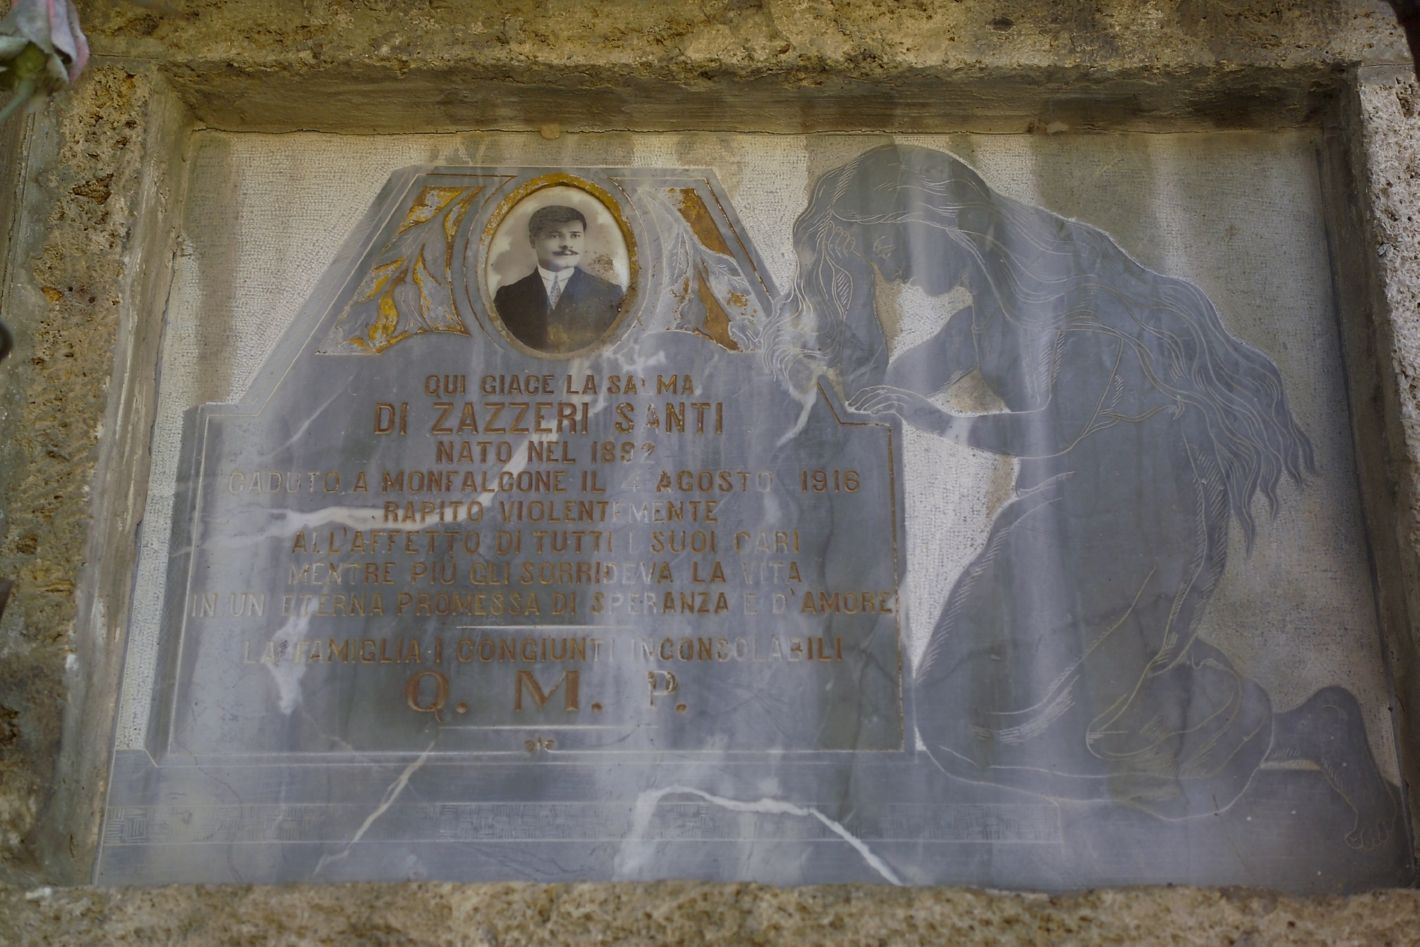 QUI GIACE LA SALMA
DI ZAZZERI SANTI
NATO NEL 1892
CADUTO A MONFALCONE IL 4 AGOSTO 1916
RAPITO VIOLENTEMENTE
ALL'AFFETTO DI TUTTI I SUOI CARI
MENTRE PIÙ GLI SORRIDEVA LA VITA
IN UN' ETERNA PROMESSA DI SPERANZA E D'AMORE
LA FAMIGLIA I CONGIUNTI INCONSOLABILI
Q. M. P.